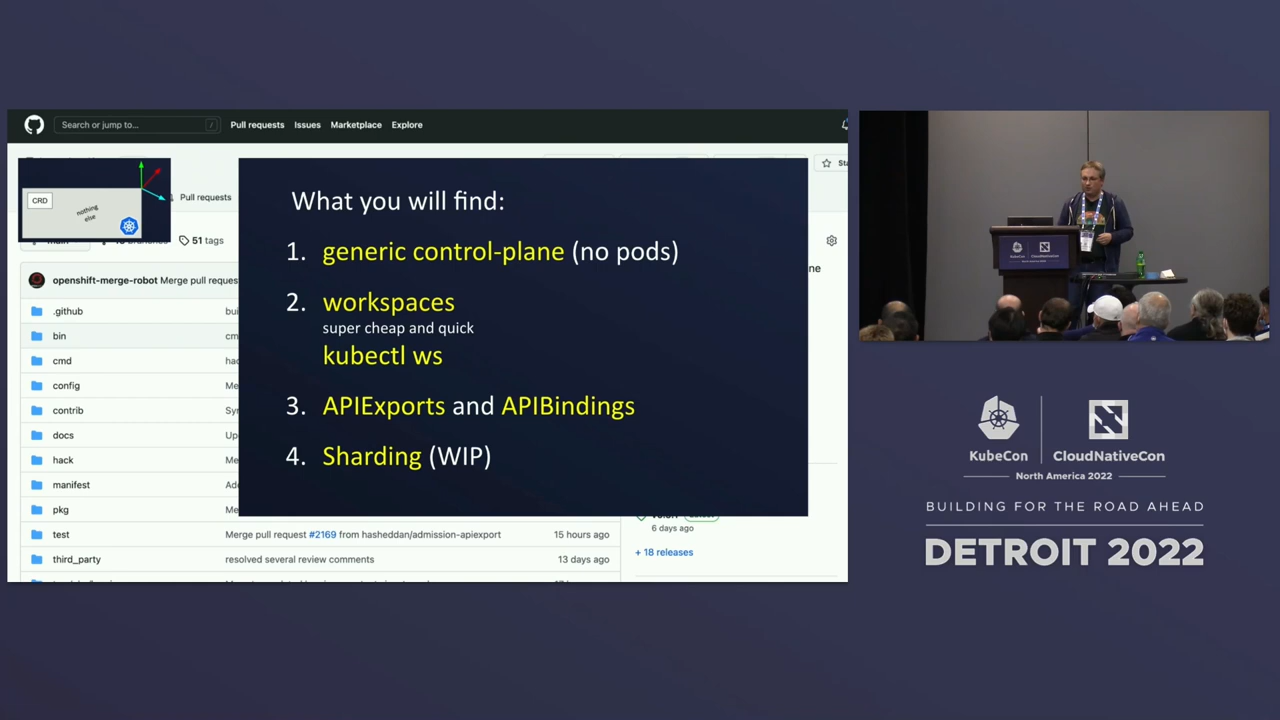 Search or jump to...
/
Pull requests
Issues
Marketplace
Explore
CRD
nothing
else
Pull requests
51 tags
What you will find:
1. generic control-plane (no pods)
2. workspaces
super cheap and quick
kubectl ws
3. APIExports and APIBindings
4. Sharding (WIP)
openshift-merge-robot Merge pull reques
.github
bin
cmd
config
contrib
docs
hack
manifest
pkg
test
Merge pull request #2169 from hasheddan/admission-apiexport
15 hours ago
third_party
resolved several review comments
13 days ago
6 days ago
+ 18 releases
KubeCon
CloudNativeCon
North America 2022
BUILDING FOR THE ROAD AHEAD
DETROIT 2022